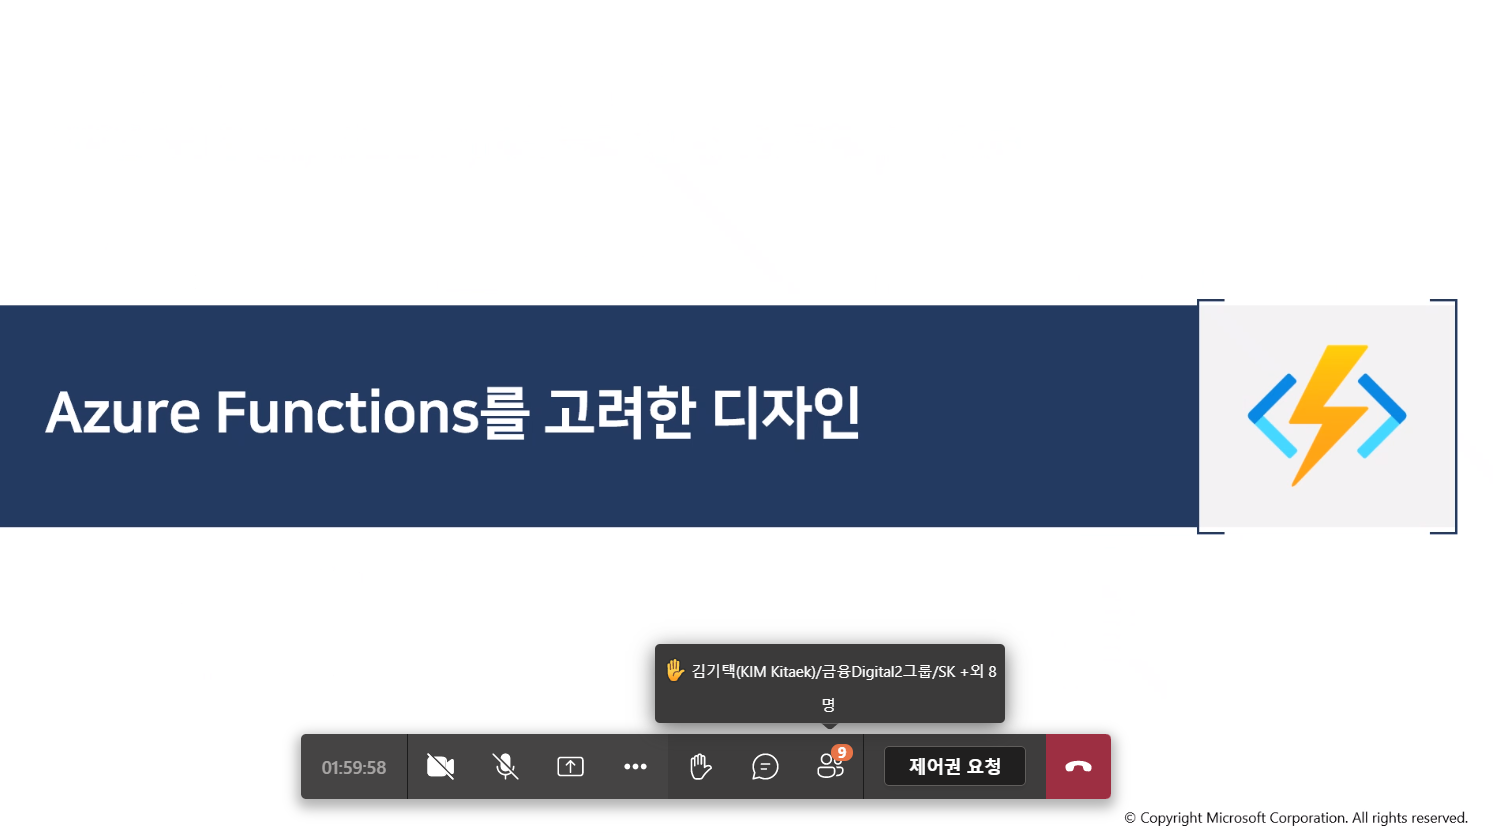 Azure Functions를 고려한 디자인
김기택(KIM Kitaek)/금융Digital2그룹/SK +외 8
명
01:59:58
9
제어권 요청
© Copyright Microsoft Corporation. All rights reserved.